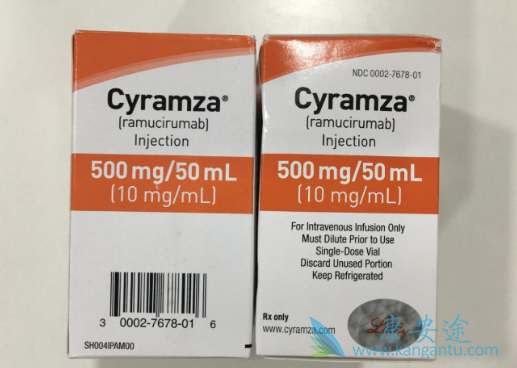 Cyramza®
(ramucirumab)
Injection
500 mg/50 mL
(10 mg/mL)
3 0002-7678-01 6
SH004IPAM00
NDC 0002-7678-01
Cyramza®
(ramucirumab)
Injection
500 mg/50 mL
(10 mg/mL)
For Intravenous Infusion Only
Must Dilute Prior to Use
Single-Dose Vial
Discard Unused Portion
Keep Refrigerated
Rx only
www.cyramza.com
Lilly
康安途
www.kangantu.com